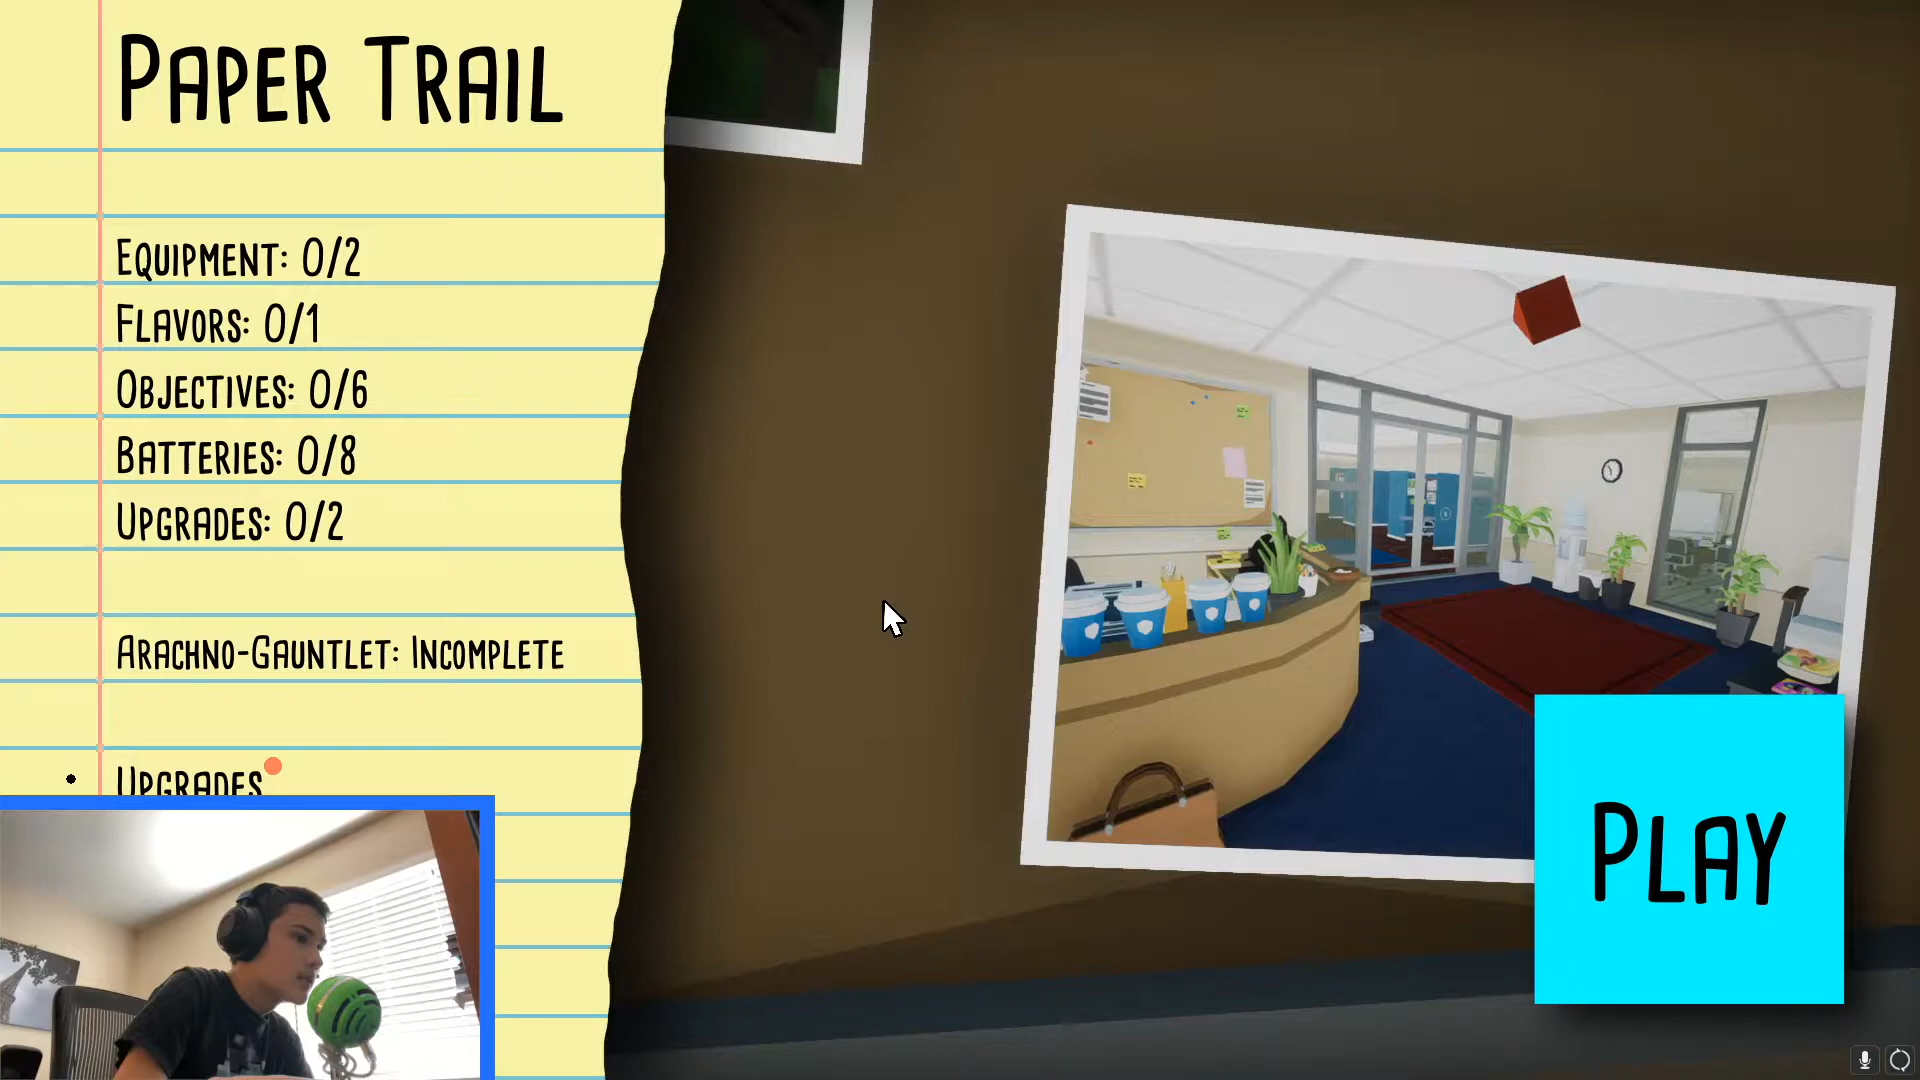 PAPER TRAIL
EQUIPMENT: 0/2
FLAVORS: 0/1
OBJECTIVES: 0/6
BATTERIES: 0/8
UPGRADES: 0/2
ARACHNO-GAUNTLET: INCOMPLETE
UPGRADES
PLAY